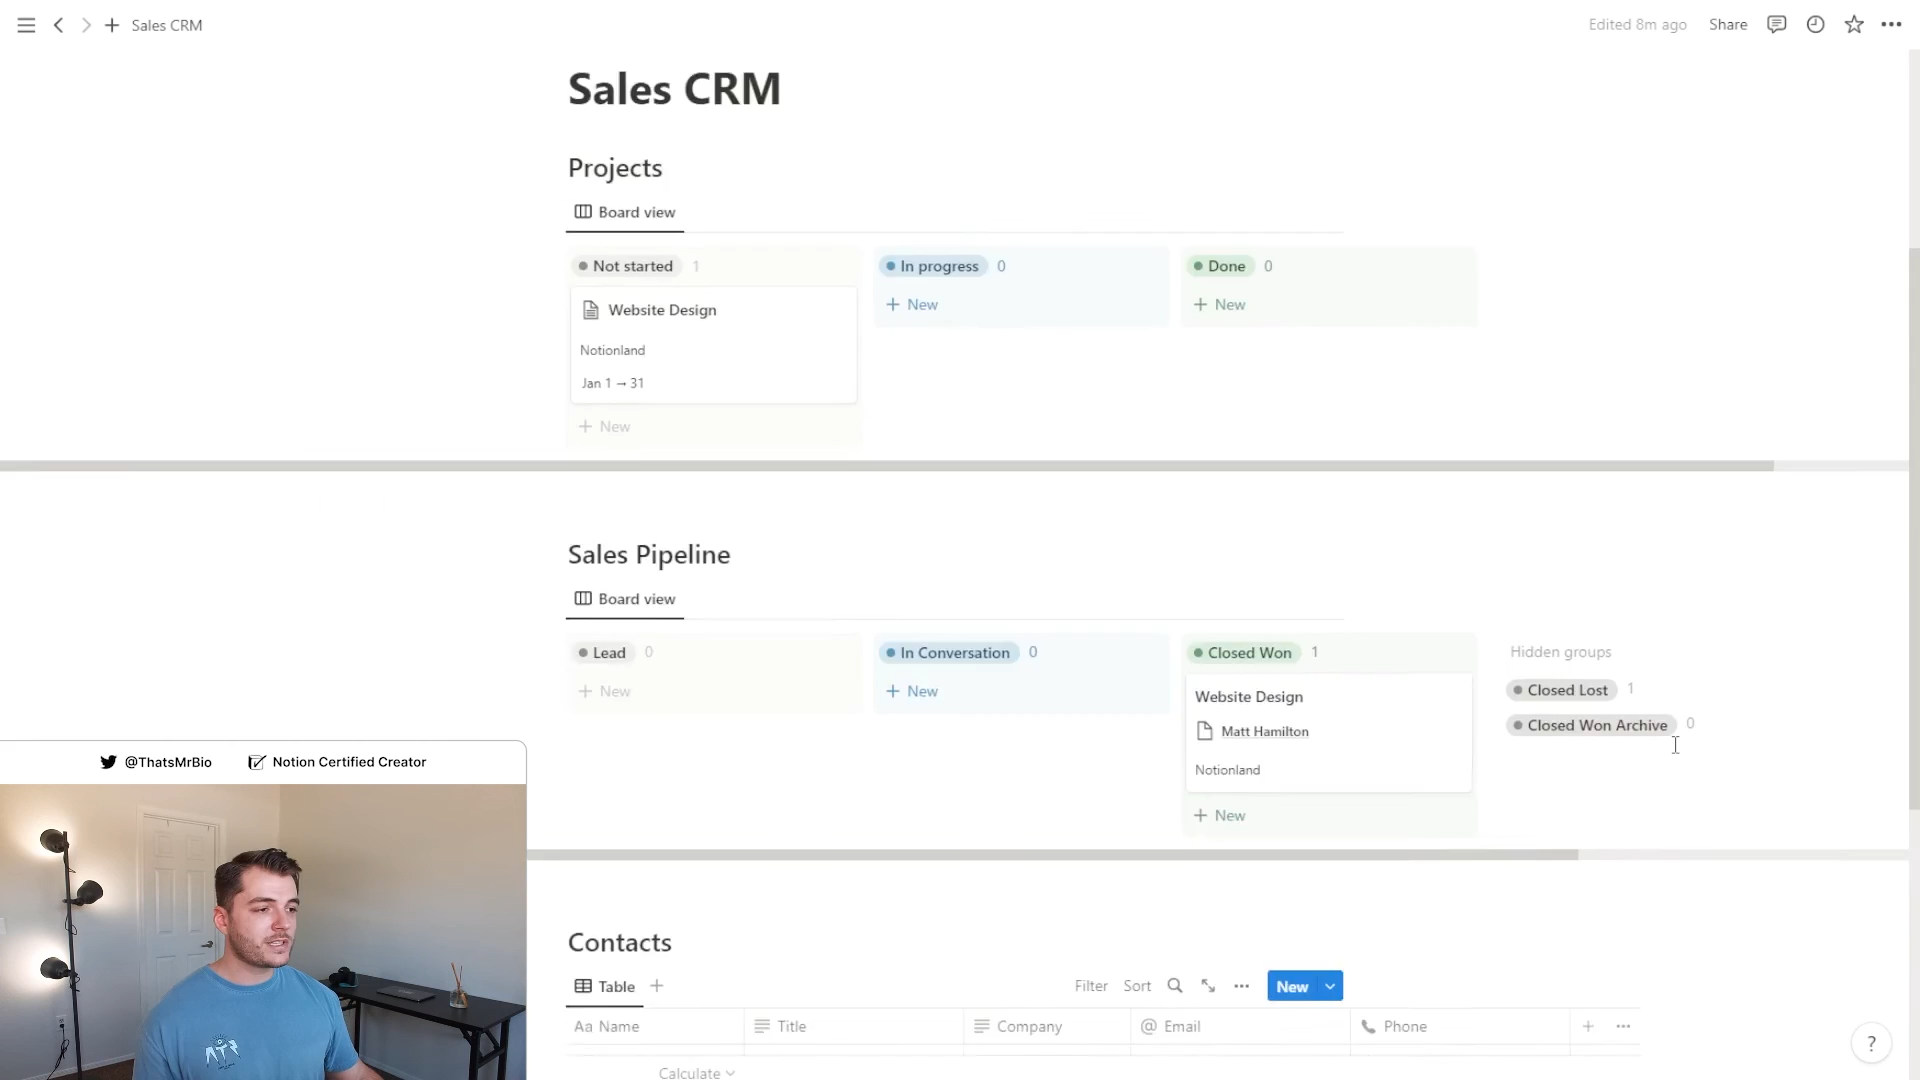 Sales CRM
Edited 8m ago
Share
Sales CRM
Projects
Board view
Not started 1
In progress 0
Done 0
Website Design
Notionland
Jan 1 → 31
+ New
+ New
+ New
+ New
Sales Pipeline
Board view
Lead 0
In Conversation 0
Closed Won 1
Hidden groups
+ New
+ New
Website Design
Matt Hamilton
Notionland
+ New
Closed Lost 1
Closed Won Archive 0
@ThatsMrBio
Notion Certified Creator
Contacts
Table +
Filter Sort
New
Aa Name
Title
Company
@ Email
Phone
Calculate
?